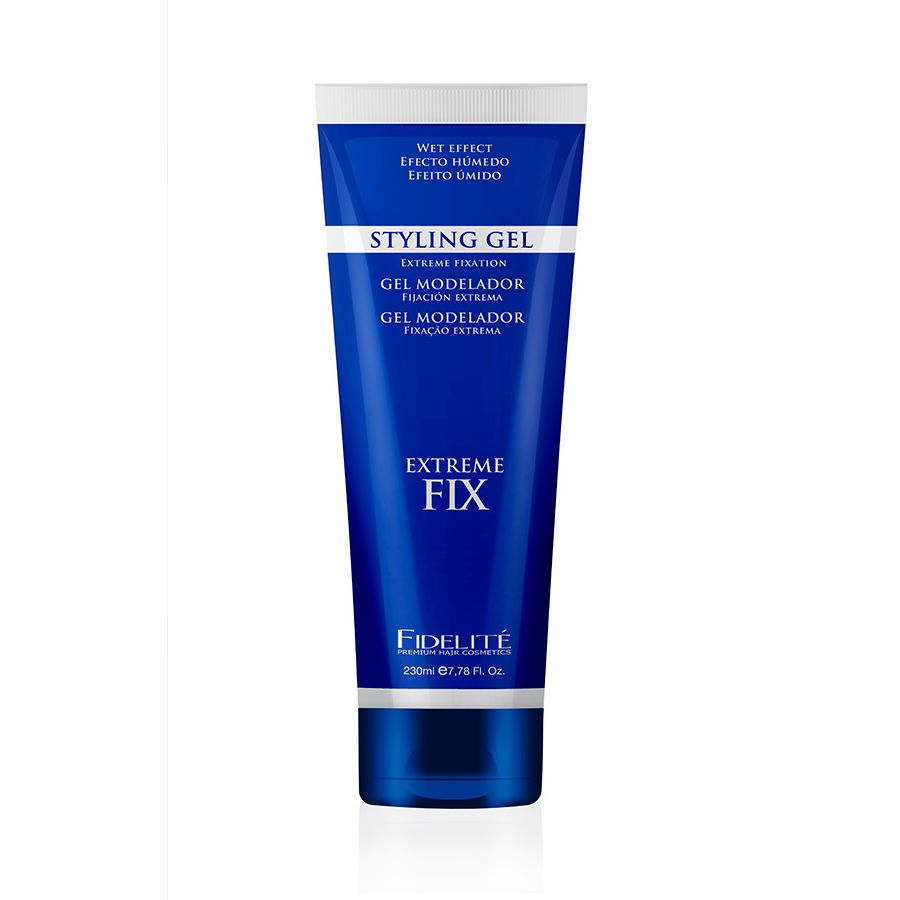 Wet effect
Efecto húmedo
Efeito úmido
STYLING GEL
Extreme fixation
GEL MODELADOR
Fijación extrema
GEL MODELADOR
Fixação extrema
EXTREME
FIX
FIDELITÉ
PREMIUM HAIR COSMETICS
230ml ℮7,78 Fl. Oz.